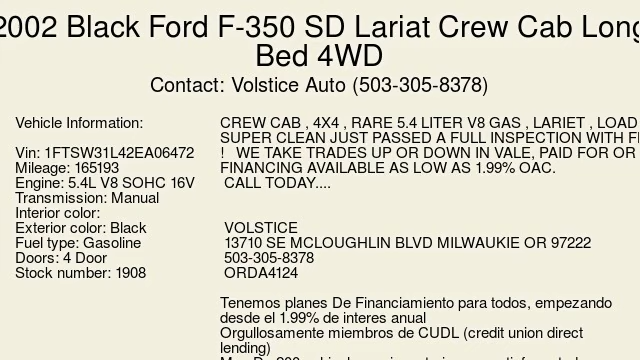 2002 Black Ford F-350 SD Lariat Crew Cab Long
Bed 4WD
Contact: Volstice Auto (503-305-8378)
Vehicle Information:
Vin: 1FTSW31L42EA06472
Mileage: 165193
Engine: 5.4L V8 SOHC 16V
Transmission: Manual
Interior color:
Exterior color: Black
Fuel type: Gasoline
Doors: 4 Door
Stock number: 1908
CREW CAB , 4X4 , RARE 5.4 LITER V8 GAS , LARIET , LOAD
SUPER CLEAN JUST PASSED A FULL INSPECTION WITH
! WE TAKE TRADES UP OR DOWN IN VALE, PAID FOR OR
FINANCING AVAILABLE AS LOW AS 1.99% OAC.
CALL TODAY....
VOLSTICE
13710 SE MCLOUGHLIN BLVD MILWAUKIE OR 97222
503-305-8378
ORDA4124
Tenemos planes De Financiamiento para todos, empezando
desde el 1.99% de interes anual
Orgullosamente miembros de CUDL (credit union direct
lending)